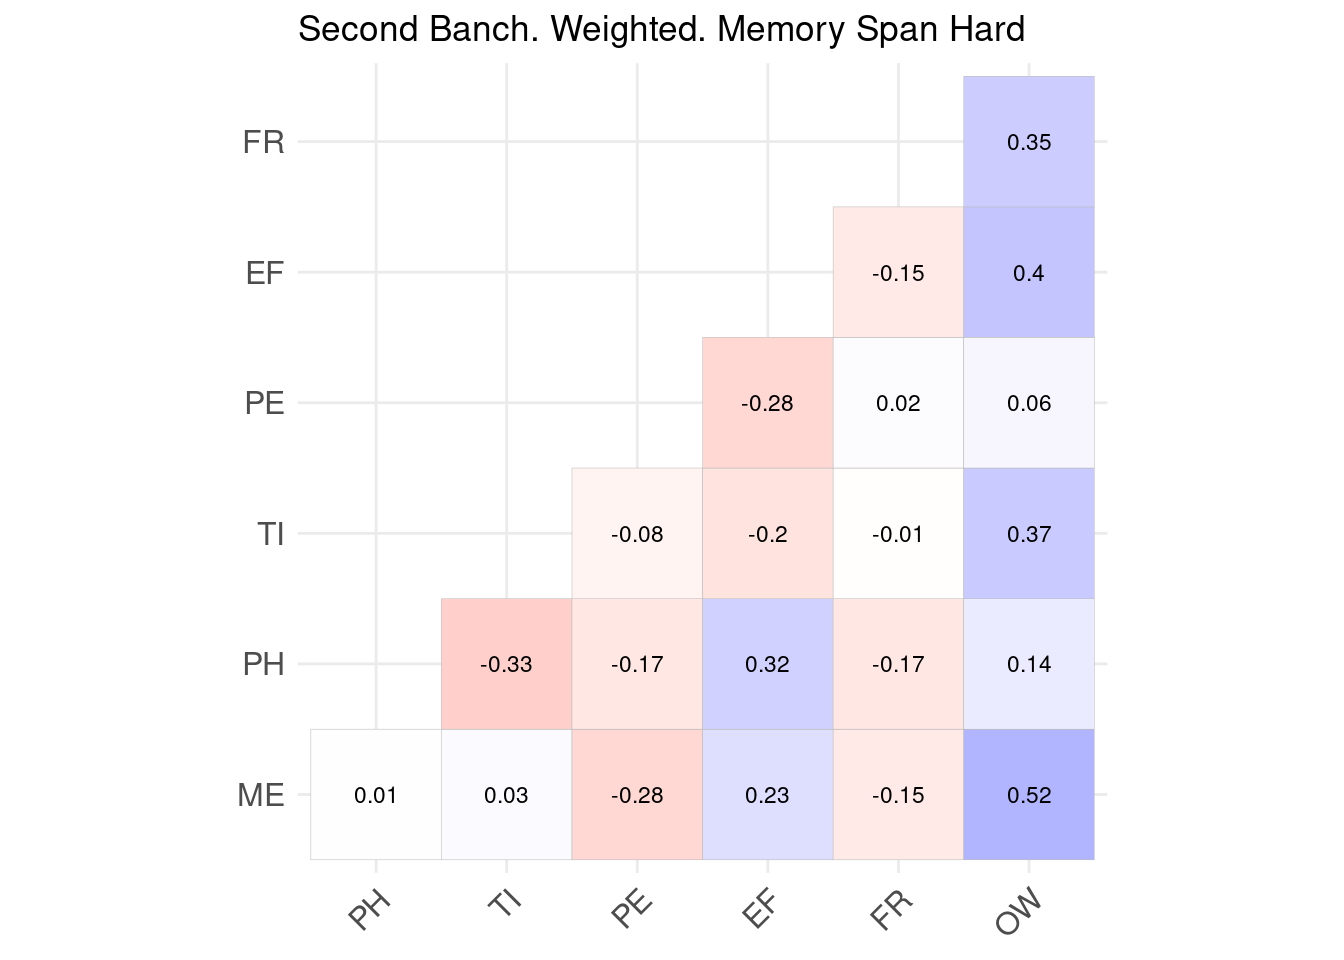 Second Banch. Weighted. Memory Span Hard
FR 0.35
EF -0.15 0.4
PE -0.28 0.02 0.06
TI -0.08 -0.2 -0.01 0.37
PH -0.33 -0.17 0.32 -0.17 0.14
ME 0.01 0.03 -0.28 0.23 -0.15 0.52
PH TI PE EF FR OW